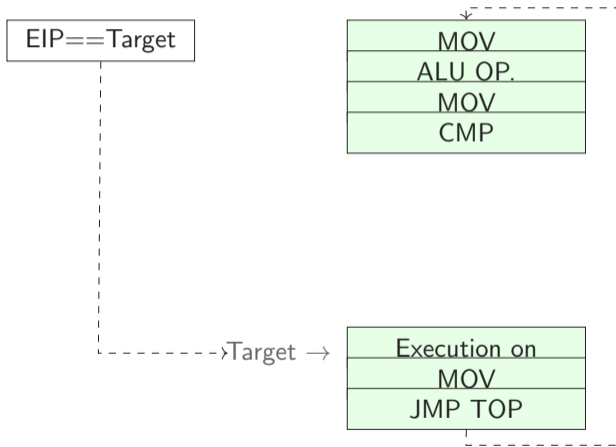 EIP==Target
MOV
ALU OP.
MOV
CMP
Target →
Execution on
MOV
JMP TOP